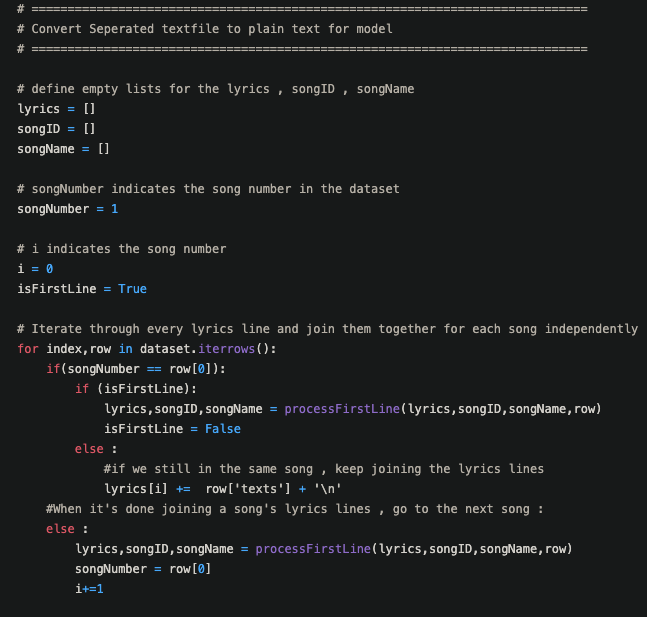 # =============================================================================
# Convert Seperated textfile to plain text for model
# =============================================================================

# define empty lists for the lyrics , songID , songName
lyrics = []
songID = []
songName = []

# songNumber indicates the song number in the dataset
songNumber = 1

# i indicates the song number
i = 0
isFirstLine = True

# Iterate through every lyrics line and join them together for each song independently
for index,row in dataset.iterrows():
    if(songNumber == row[0]):
        if (isFirstLine):
            lyrics,songID,songName = processFirstLine(lyrics,songID,songName,row)
            isFirstLine = False
        else :
            #if we still in the same song , keep joining the lyrics lines
            lyrics[i] +=  row['texts'] + '\n'
    #When it's done joining a song's lyrics lines , go to the next song :
    else :
        lyrics,songID,songName = processFirstLine(lyrics,songID,songName,row)
        songNumber = row[0]
        i+=1